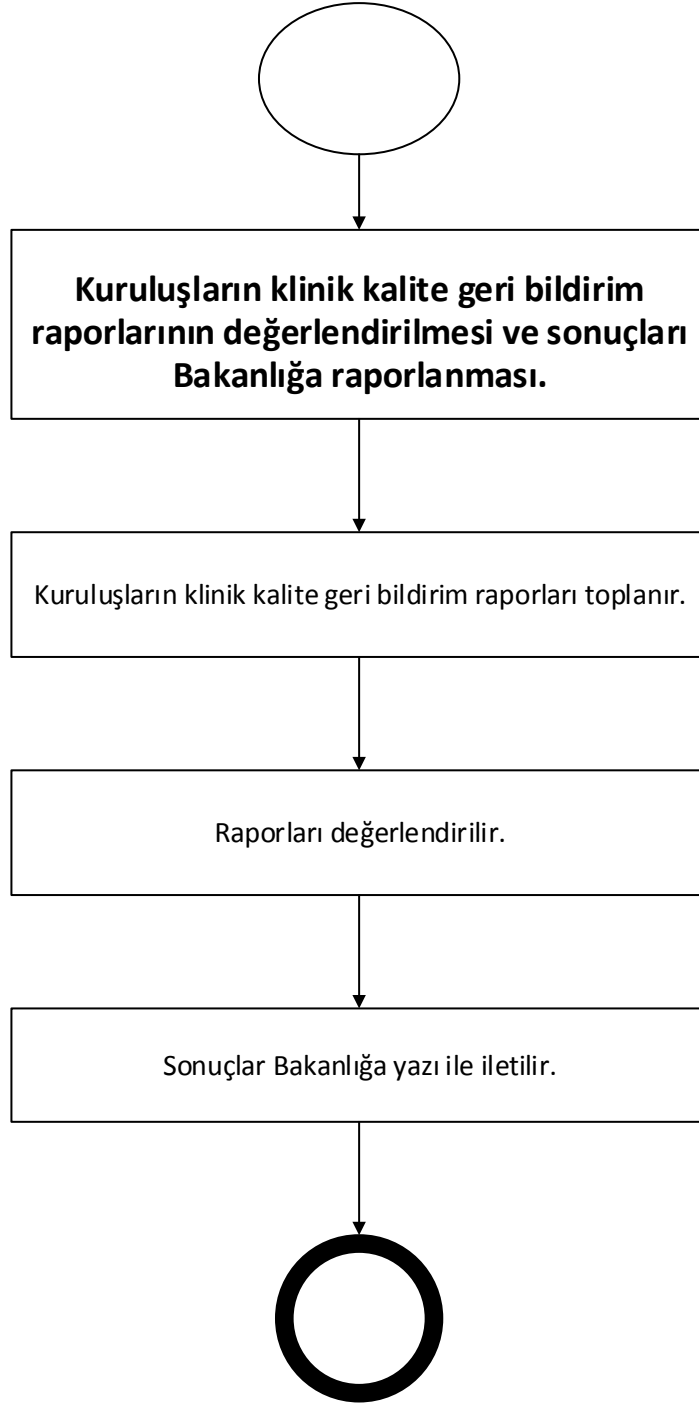 Kuruluşların klinik kalite geri bildirim
raporlarının değerlendirilmesi ve sonuçları
Bakanlığa raporlanması.
Kuruluşların klinik kalite geri bildirim raporları toplanır.
Raporları değerlendirilir.
Sonuçlar Bakanlığa yazı ile iletilir.